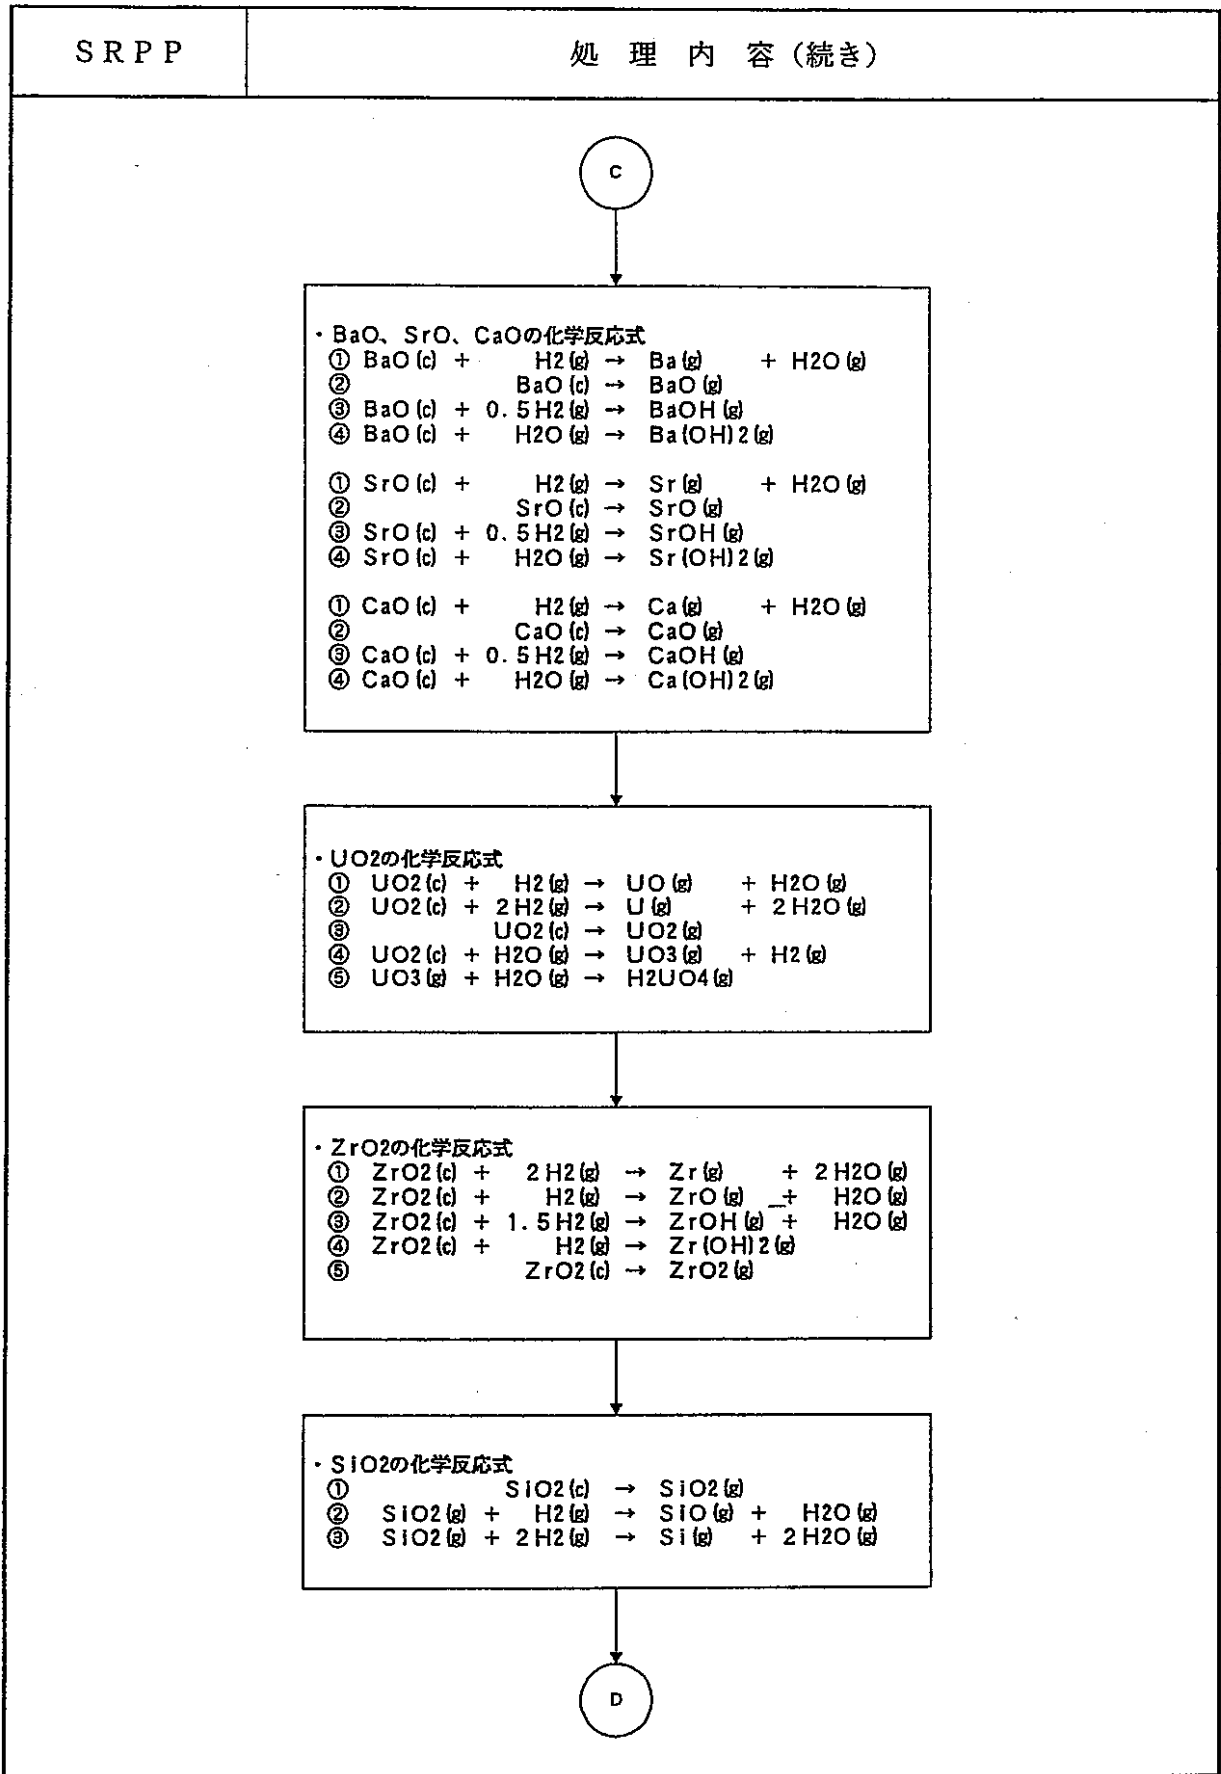 SRPP
処 理 内 容 (続き)
C
・BaO、SrO、CaOの化学反応式
① BaO(c) + H2(g) → Ba(g) + H2O(g)
② BaO(c) → BaO(g)
③ BaO(c) + 0.5H2(g) → BaOH(g)
④ BaO(c) + H2O(g) → Ba(OH)2(g)
① SrO(c) + H2(g) → Sr(g) + H2O(g)
② SrO(c) → SrO(g)
③ SrO(c) + 0.5H2(g) → SrOH(g)
④ SrO(c) + H2O(g) → Sr(OH)2(g)
① CaO(c) + H2(g) → Ca(g) + H2O(g)
② CaO(c) → CaO(g)
③ CaO(c) + 0.5H2(g) → CaOH(g)
④ CaO(c) + H2O(g) → Ca(OH)2(g)
・UO2の化学反応式
① UO2(c) + H2(g) → UO(g) + H2O(g)
② UO2(c) + 2H2(g) → U(g) + 2H2O(g)
③ UO2(c) → UO2(g)
④ UO2(c) + H2O(g) → UO3(g) + H2(g)
⑤ UO3(g) + H2O(g) → H2UO4(g)
・ZrO2の化学反応式
① ZrO2(c) + 2H2(g) → Zr(g) + 2H2O(g)
② ZrO2(c) + H2(g) → ZrO(g) + H2O(g)
③ ZrO2(c) + 1.5H2(g) → ZrOH(g) + H2O(g)
④ ZrO2(c) + H2(g) → Zr(OH)2(g)
⑤ ZrO2(c) → ZrO2(g)
・SiO2の化学反応式
① SiO2(c) → SiO2(g)
② SiO2(g) + H2(g) → SiO(g) + H2O(g)
③ SiO2(g) + 2H2(g) → Si(g) + 2H2O(g)
D